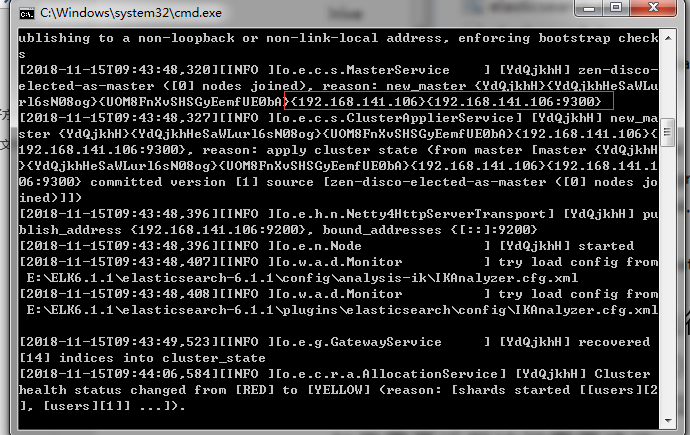 C:\Windows\system32\cmd.exe
ublishing to a non-loopback or non-link-local address, enforcing bootstrap check
s
[2018-11-15T09:43:48,320][INFO ][o.e.c.s.MasterService    ] [YdQjkhH] zen-disco-
elected-as-master ([0] nodes joined), reason: new_master {YdQjkhH}{YdQjkhHeSaWLu
rl6sN08og}{UOM8FnXvSHSGyEemfUE0bA}{192.168.141.106}{192.168.141.106:9300}
[2018-11-15T09:43:48,327][INFO ][o.e.c.s.ClusterApplierService] [YdQjkhH] new_ma
ster {YdQjkhH}{YdQjkhHeSaWLurl6sN08og}{UOM8FnXvSHSGyEemfUE0bA}{192.168.141.106}{
192.168.141.106:9300}, reason: apply cluster state (from master [master {YdQjkhH
}{YdQjkhHeSaWLurl6sN08og}{UOM8FnXvSHSGyEemfUE0bA}{192.168.141.106}{192.168.141.1
06:9300} committed version [1] source [zen-disco-elected-as-master ([0] nodes jo
ined)]])
[2018-11-15T09:43:48,396][INFO ][o.e.h.n.Netty4HttpServerTransport] [YdQjkhH] pu
blish_address {192.168.141.106:9200}, bound_addresses {[::]:9200}
[2018-11-15T09:43:48,396][INFO ][o.e.n.Node               ] [YdQjkhH] started
[2018-11-15T09:43:48,407][INFO ][o.w.a.d.Monitor          ] try load config from
 E:\ELK6.1.1\elasticsearch-6.1.1\config\analysis-ik\IKAnalyzer.cfg.xml
[2018-11-15T09:43:48,408][INFO ][o.w.a.d.Monitor          ] try load config from
 E:\ELK6.1.1\elasticsearch-6.1.1\plugins\elasticsearch\config\IKAnalyzer.cfg.xml
[2018-11-15T09:43:49,523][INFO ][o.e.g.GatewayService     ] [YdQjkhH] recovered
[14] indices into cluster_state
[2018-11-15T09:44:06,584][INFO ][o.e.c.r.a.AllocationService] [YdQjkhH] Cluster
health status changed from [RED] to [YELLOW] (reason: [shards started [[users][2
], [users][1]] ...]).